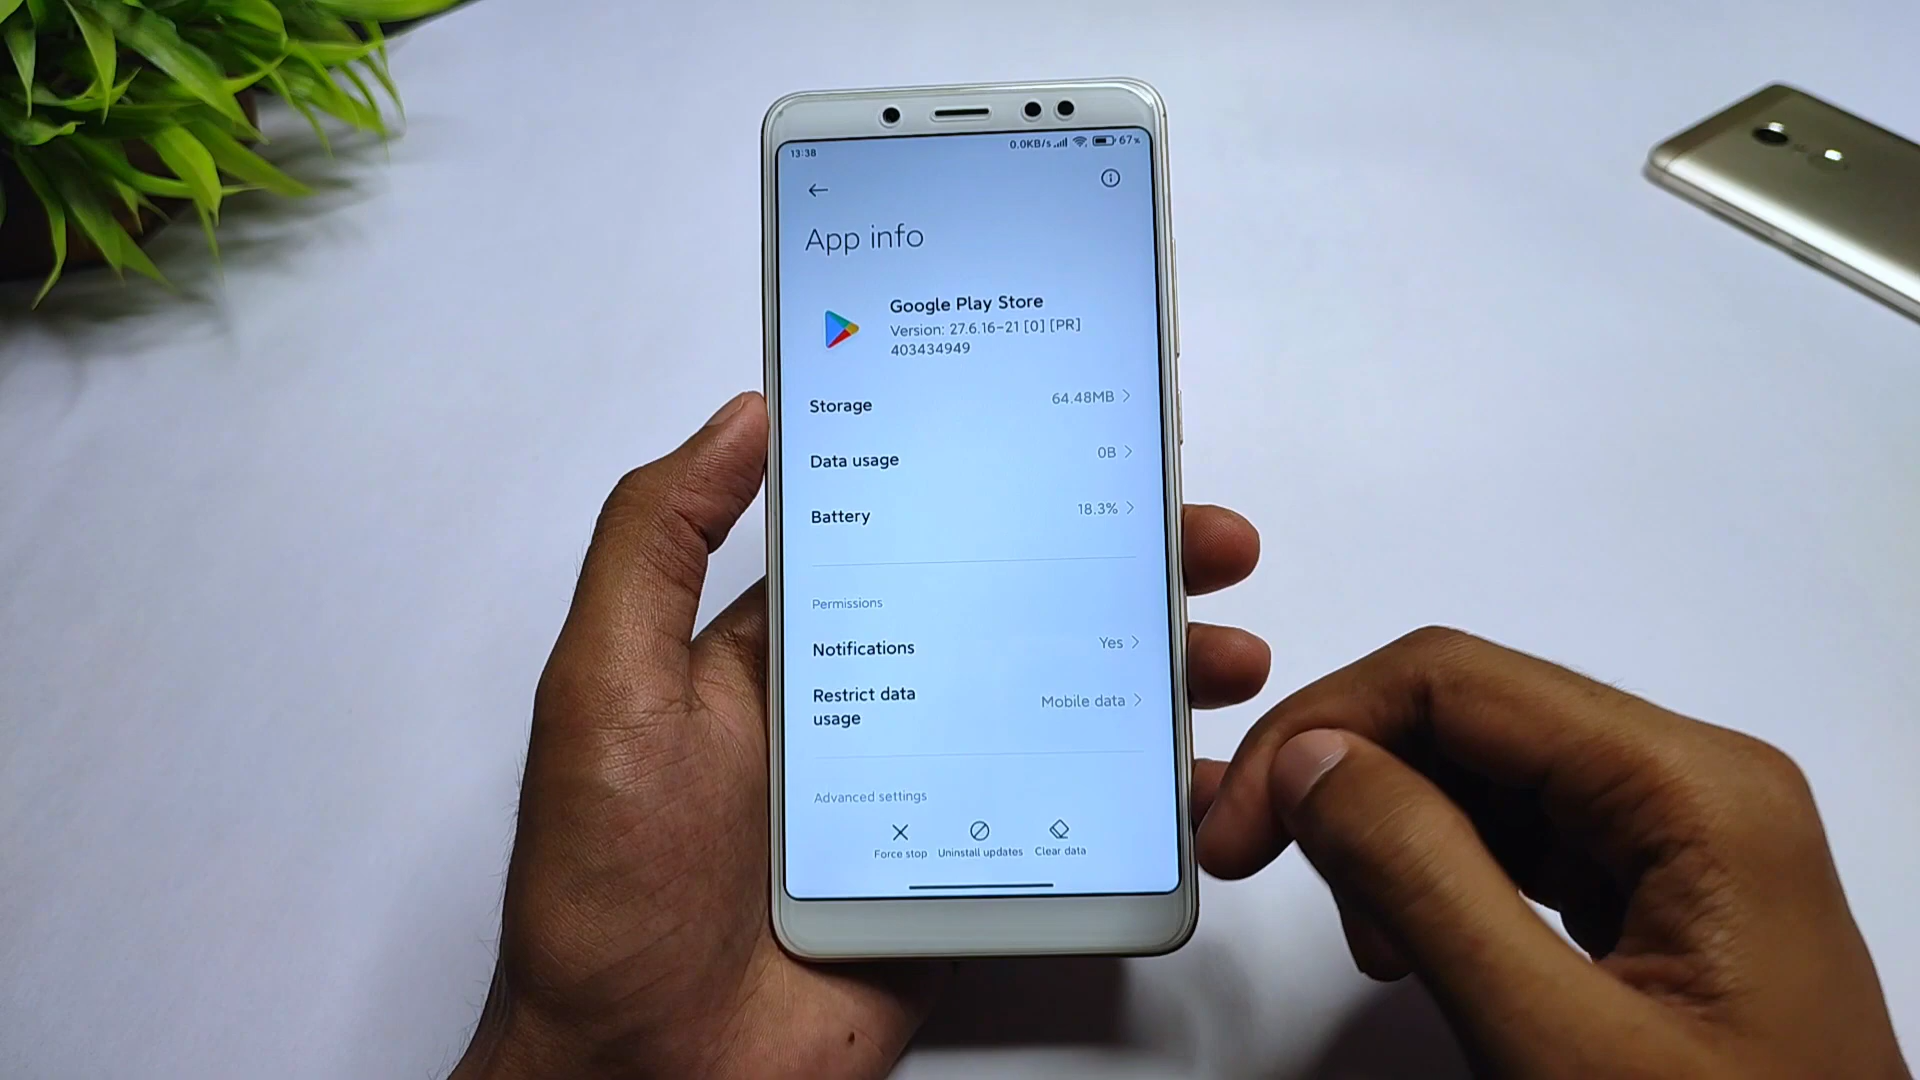 13:38
0.0KB/s 67%
App info
Google Play Store
Version: 27.6.16-21 [0] [PR]
403434949
Storage 64.48MB
Data usage 0B
Battery 18.3%
Permissions
Notifications Yes
Restrict data
usage Mobile data
Advanced settings
Force stop Uninstall updates Clear data